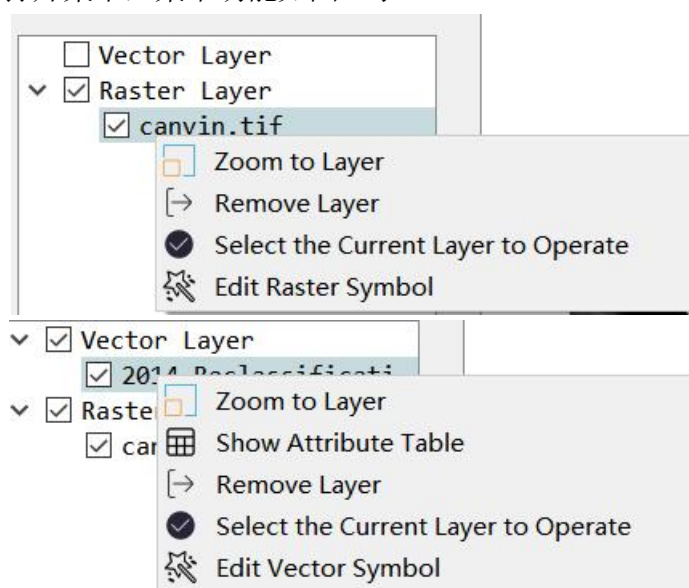 Vector Layer
Raster Layer
canvin.tif
Zoom to Layer
Remove Layer
Select the Current Layer to Operate
Edit Raster Symbol
Vector Layer
2014
Zoom to Layer
Show Attribute Table
Remove Layer
Select the Current Layer to Operate
Edit Vector Symbol